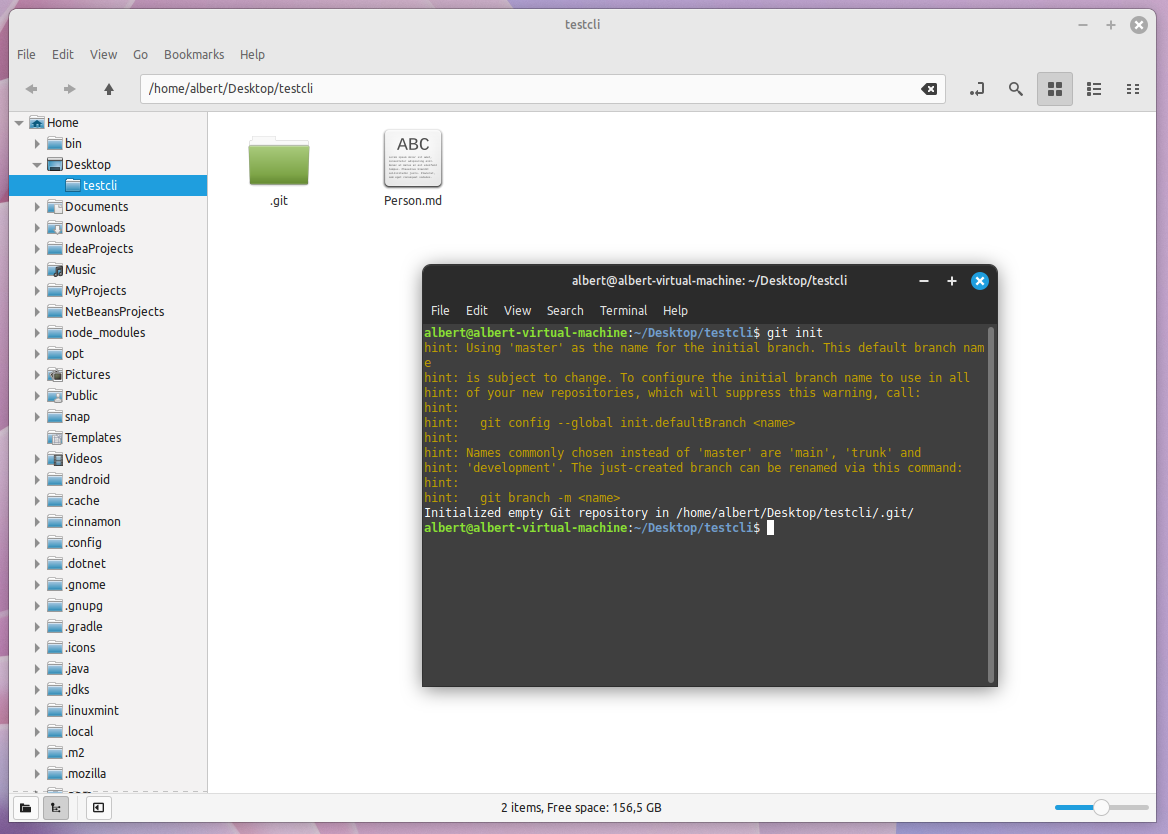 testcli
File Edit View Go Bookmarks Help
/home/albert/Desktop/testcli
Home
bin
Desktop
testcli
Documents
Downloads
IdeaProjects
Music
MyProjects
NetBeansProjects
node_modules
opt
Pictures
Public
snap
Templates
Videos
.android
.cache
.cinnamon
.config
.dotnet
.gnome
.gnupg
.gradle
.icons
.java
.jdks
.linuxmint
.local
.m2
.mozilla
.git
ABC
Person.md
albert@albert-virtual-machine: ~/Desktop/testcli
File Edit View Search Terminal Help
albert@albert-virtual-machine:~/Desktop/testcli$ git init
hint: Using 'master' as the name for the initial branch. This default branch nam
e
hint: is subject to change. To configure the initial branch name to use in all
hint: of your new repositories, which will suppress this warning, call:
hint:
hint:   git config --global init.defaultBranch <name>
hint:
hint: Names commonly chosen instead of 'master' are 'main', 'trunk' and
hint: 'development'. The just-created branch can be renamed via this command:
hint:
hint:   git branch -m <name>
Initialized empty Git repository in /home/albert/Desktop/testcli/.git/
albert@albert-virtual-machine:~/Desktop/testcli$
2 items, Free space: 156,5 GB